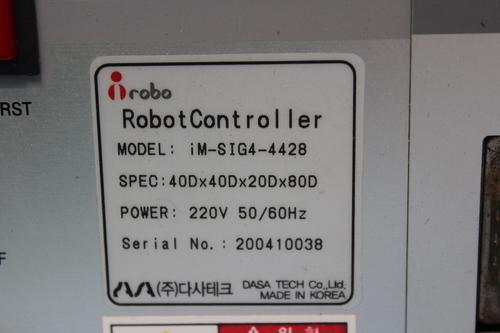 RST
irobo
RobotController
MODEL: iM-SIG4-4428
SPEC:40Dx40Dx20Dx80D
POWER: 220V 50/60Hz
Serial No.: 200410038
(주)다사테크 DASA TECH Co.,Ltd.
MADE IN KOREA
F